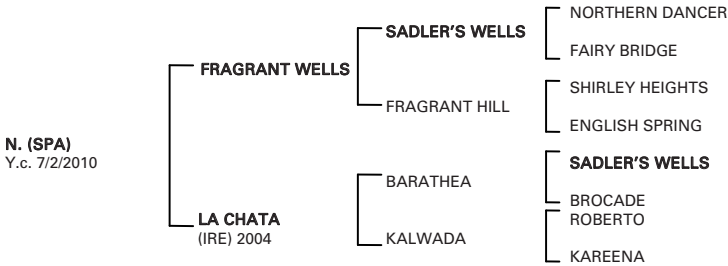 N. (SPA)
Y.c. 7/2/2010
FRAGRANT WELLS
LA CHATA
(IRE) 2004
SADLER'S WELLS
FRAGRANT HILL
BARATHEA
KALWADA
NORTHERN DANCER
FAIRY BRIDGE
SHIRLEY HEIGHTS
ENGLISH SPRING
SADLER'S WELLS
BROCADE
ROBERTO
KAREENA